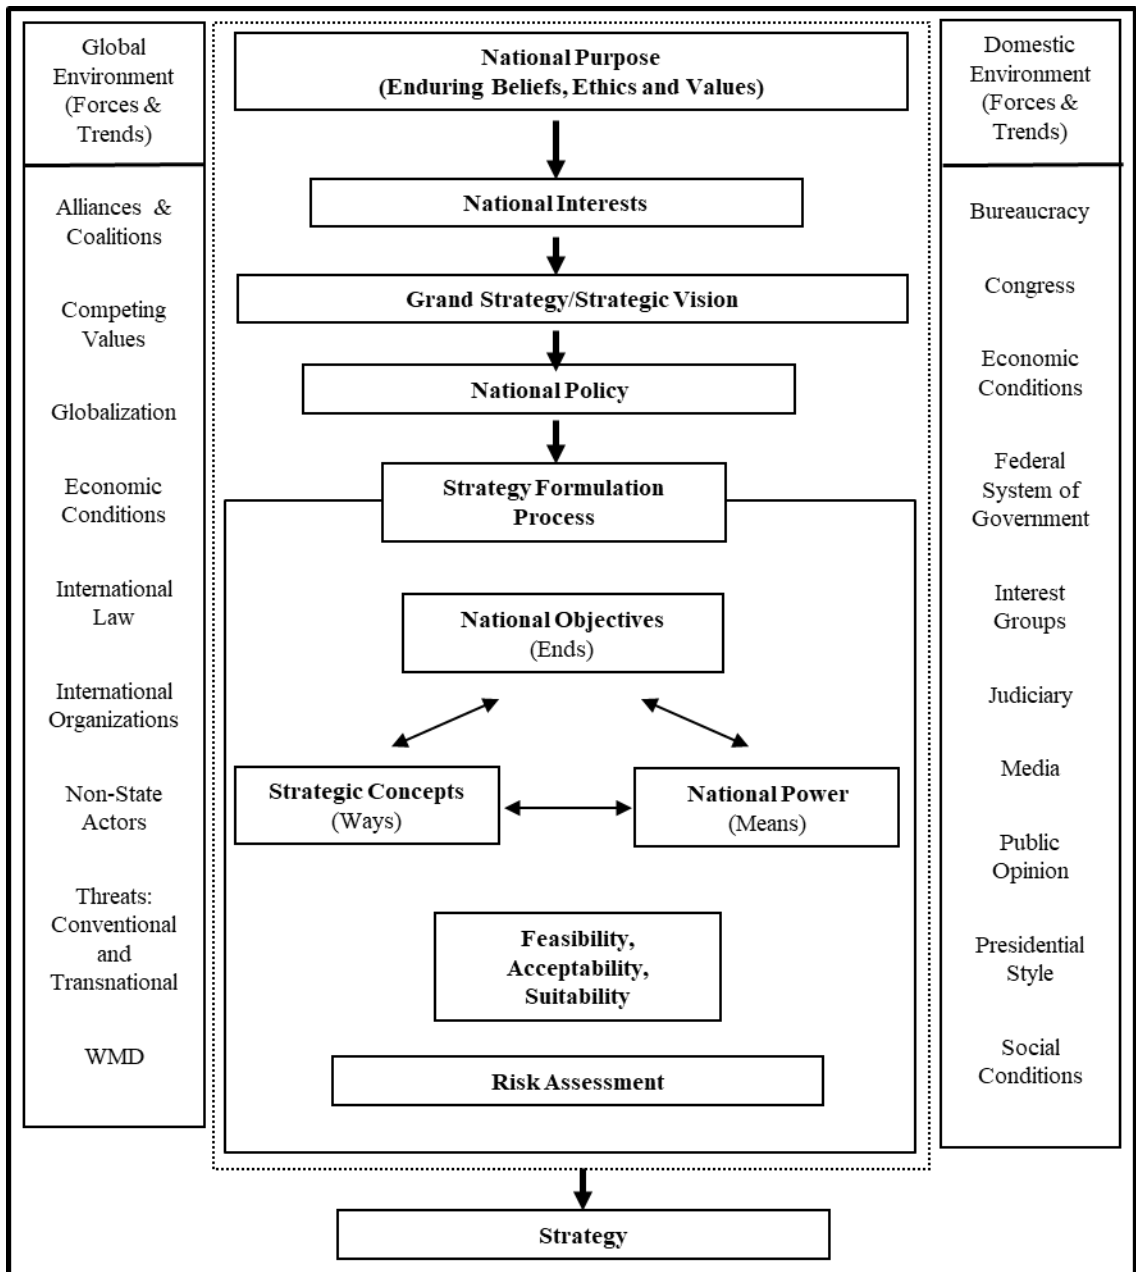 Global
Environment
(Forces &
Trends)
Alliances &
Coalitions
Competing
Values
Globalization
Economic
Conditions
International
Law
International
Organizations
Non-State
Actors
Threats:
Conventional
and
Transnational
WMD
National Purpose
(Enduring Beliefs, Ethics and Values)
National Interests
Grand Strategy/Strategic Vision
National Policy
Strategy Formulation
Process
National Objectives
(Ends)
Strategic Concepts
(Ways)
National Power
(Means)
Feasibility,
Acceptability,
Suitability
Risk Assessment
Strategy
Domestic
Environment
(Forces &
Trends)
Bureaucracy
Congress
Economic
Conditions
Federal
System of
Government
Interest
Groups
Judiciary
Media
Public
Opinion
Presidential
Style
Social
Conditions